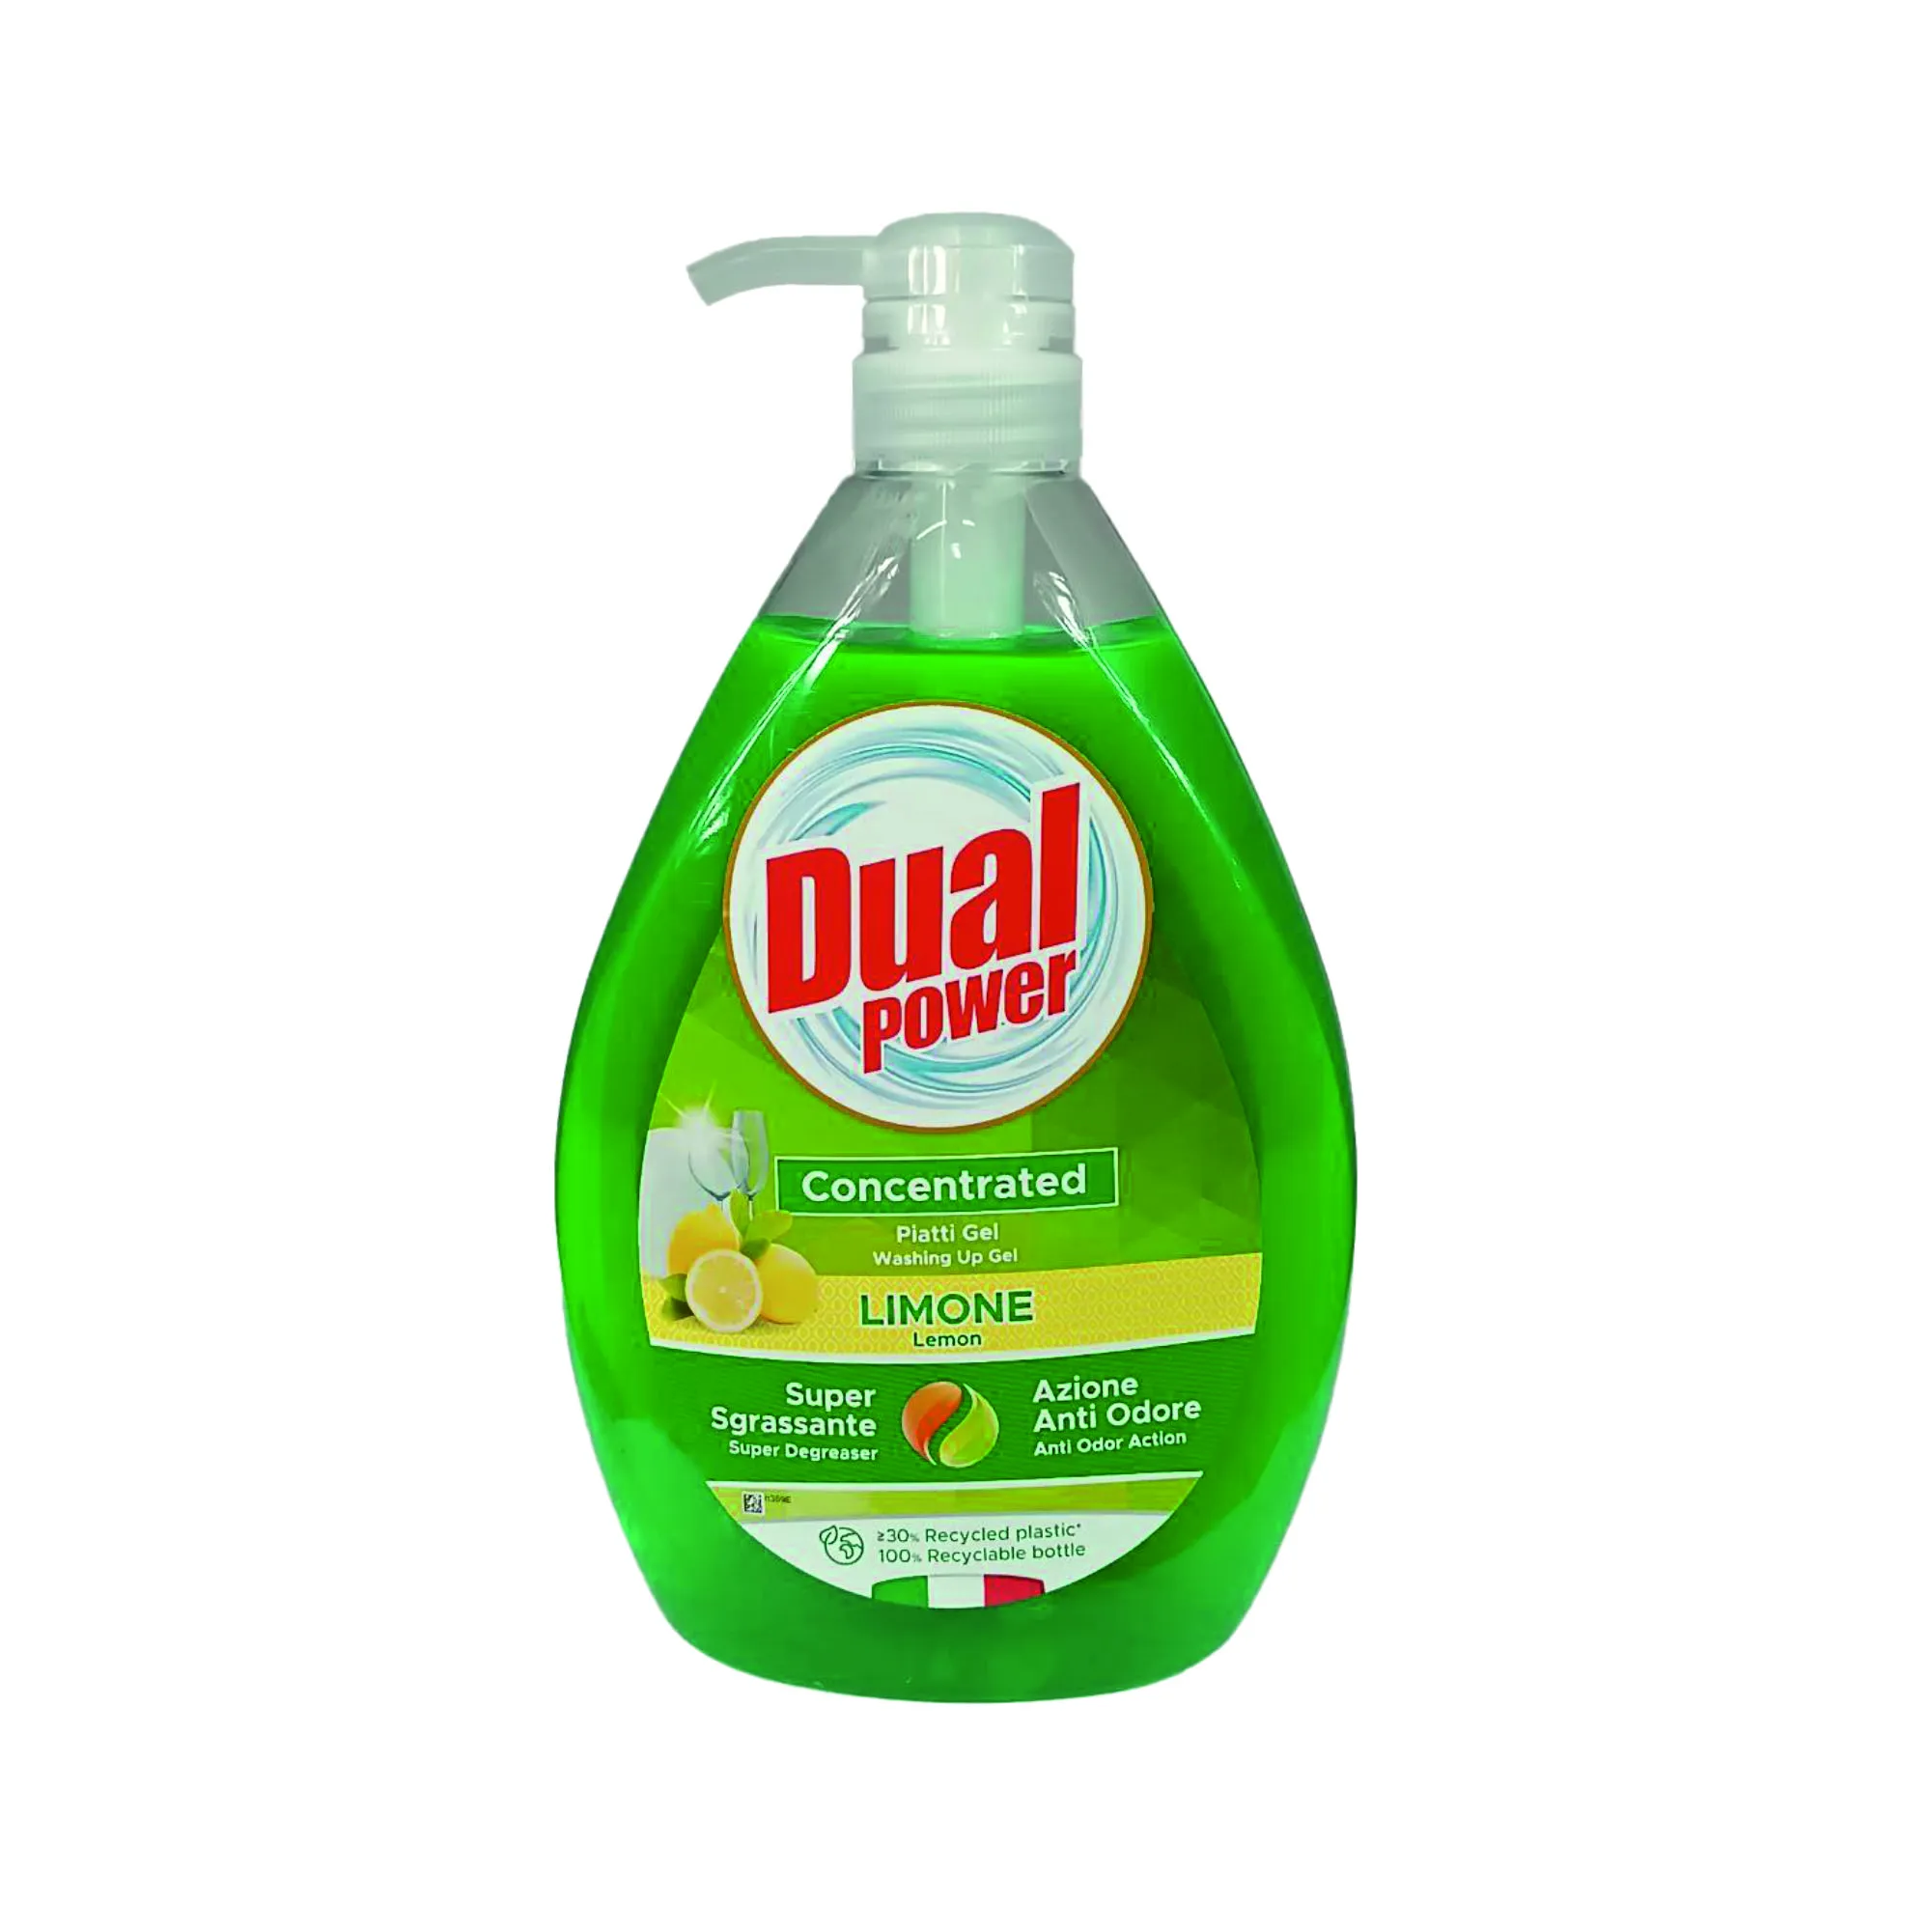 Dual
Power
Concentrated
Piatti Gel
Washing Up Gel
LIMONE
Lemon
Super
Sgrassante
Super Degreaser
Azione
Anti Odore
Anti Odor Action
≥30% Recycled plastic*
100% Recyclable bottle